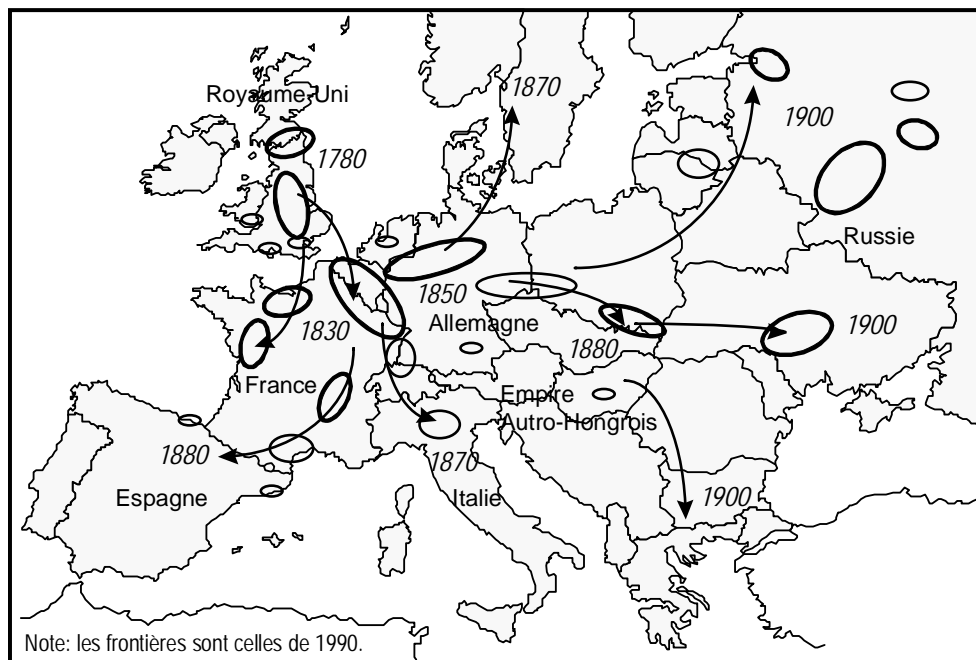 1870
Royaume-Uni
1900
1780
Russie
1850
1830
Allemagne
1900
1880
France
Empire
Autro-Hongrois
1880
1870
Espagne
Italie
1900
Note: les frontières sont celles de 1990.